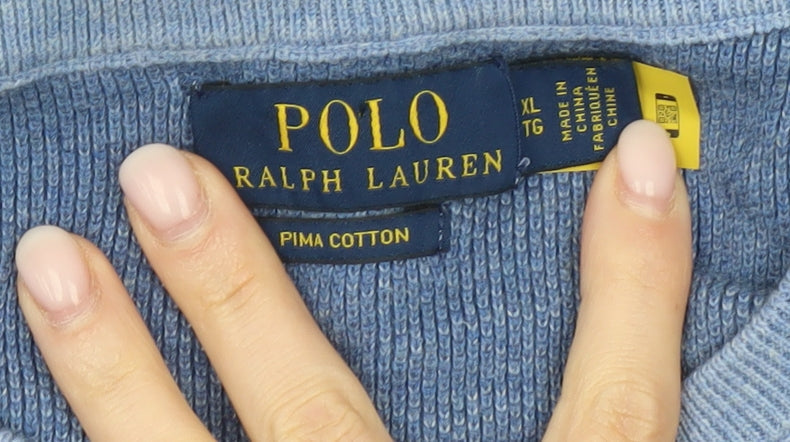 POLO
RALPH LAUREN
PIMA COTTON
XL
TG
MADE IN
CHINA
FABRIQUÉ EN
CHINE